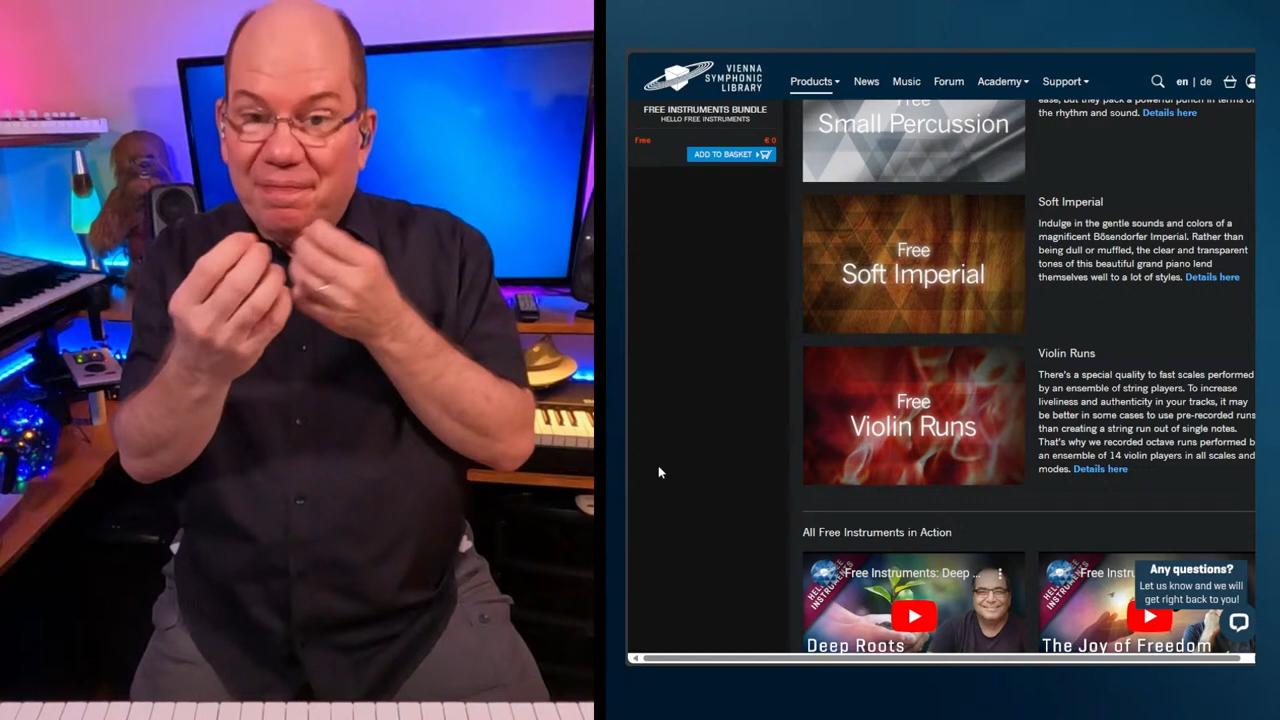 VIENNA
SYMPHONIC
LIBRARY
Products
News
Music
Forum
Academy
Support
en | de
FREE INSTRUMENTS BUNDLE
HELLO FREE INSTRUMENTS
Free € 0
ADD TO BASKET
Free
Small Percussion
ease, but they pack a powerful punch in terms of
the rhythm and sound. Details here
Free
Soft Imperial
Soft Imperial
Indulge in the gentle sounds and colors of a
magnificent Bösendorfer Imperial. Rather than
being dull or muffled, the clear and transparent
tones of this beautiful grand piano lend
themselves well to a lot of styles. Details here
Free
Violin Runs
Violin Runs
There's a special quality to fast scales performed
by an ensemble of string players. To increase
liveliness and authenticity in your tracks, it may
be better in some cases to use pre-recorded runs
than creating a string run out of single notes.
That's why we recorded octave runs performed b
an ensemble of 14 violin players in all scales and
modes. Details here
All Free Instruments in Action
Free Instruments: Deep ...
INSTRUMENTS
Deep Roots
Free Instru
INSTRUMENTS
The Joy of Freedom
Any questions?
Let us know and we will
get right back to you!